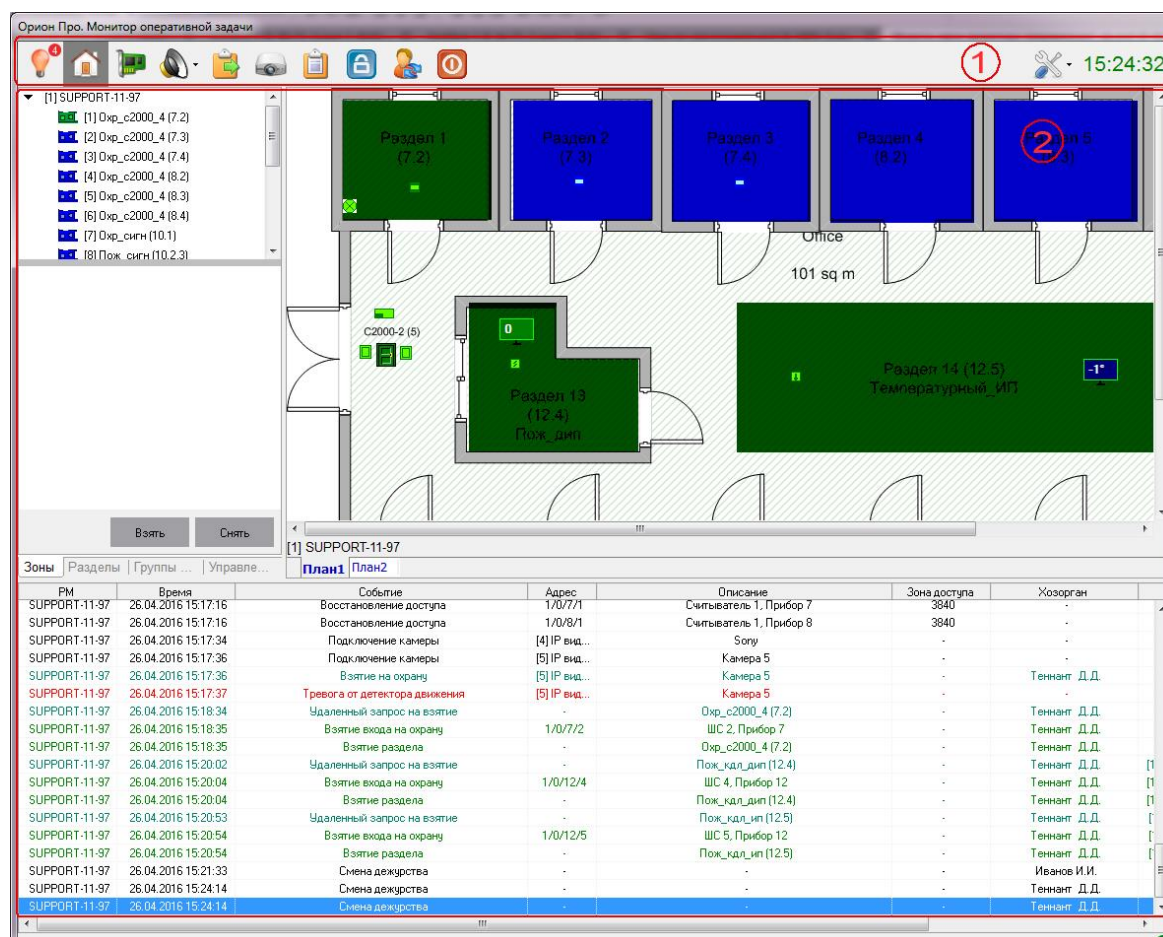 Орион Про. Монитор оперативной задачи
4
1
15:24:32
[1] SUPPORT-11-97
[1] Охр_с2000_4 (7.2)
[2] Охр_с2000_4 (7.3)
[3] Охр_с2000_4 (7.4)
[4] Охр_с2000_4 (8.2)
[5] Охр_с2000_4 (8.3)
[6] Охр_с2000_4 (8.4)
[7] Охр_сигн (10.1)
[8] Пож_сигн (10.2,3)
Взять Снять
Зоны Разделы Группы ... Управле...
Раздел 1
(7.2)
Раздел 2
(7.3)
Раздел 3
(7.4)
Раздел 4
(8.2)
2
Office
101 sq m
C2000-2 (5)
0
Раздел 13
(12.4)
Пож_дип
Раздел 14 (12.5)
Температурный_ИП
-1°
[1] SUPPORT-11-97
План1 План2
РМ Время Событие Адрес Описание Зона доступа Хозорган
SUPPORT-11-97 26.04.2016 15:17:16 Восстановление доступа 1/0/7/1 Считыватель 1, Прибор 7 3840 -
SUPPORT-11-97 26.04.2016 15:17:16 Восстановление доступа 1/0/8/1 Считыватель 1, Прибор 8 3840 -
SUPPORT-11-97 26.04.2016 15:17:34 Подключение камеры [4] IP вид... Sony - -
SUPPORT-11-97 26.04.2016 15:17:36 Подключение камеры [5] IP вид... Камера 5 - -
SUPPORT-11-97 26.04.2016 15:17:36 Взятие на охрану [5] IP вид... Камера 5 - Теннант Д.Д.
SUPPORT-11-97 26.04.2016 15:17:37 Тревога от детектора движения [5] IP вид... Камера 5 - -
SUPPORT-11-97 26.04.2016 15:18:34 Удаленный запрос на взятие - Охр_с2000_4 (7.2) - Теннант Д.Д.
SUPPORT-11-97 26.04.2016 15:18:35 Взятие входа на охрану 1/0/7/2 ШС 2, Прибор 7 - Теннант Д.Д.
SUPPORT-11-97 26.04.2016 15:18:35 Взятие раздела - Охр_с2000_4 (7.2) - Теннант Д.Д.
SUPPORT-11-97 26.04.2016 15:20:02 Удаленный запрос на взятие - Пож_кдл_дип (12.4) - Теннант Д.Д. [1
SUPPORT-11-97 26.04.2016 15:20:04 Взятие входа на охрану 1/0/12/4 ШС 4, Прибор 12 - Теннант Д.Д. [1
SUPPORT-11-97 26.04.2016 15:20:04 Взятие раздела - Пож_кдл_дип (12.4) - Теннант Д.Д. [1
SUPPORT-11-97 26.04.2016 15:20:53 Удаленный запрос на взятие - Пож_кдл_ип (12.5) - Теннант Д.Д. [
SUPPORT-11-97 26.04.2016 15:20:54 Взятие входа на охрану 1/0/12/5 ШС 5, Прибор 12 - Теннант Д.Д. [
SUPPORT-11-97 26.04.2016 15:20:54 Взятие раздела - Пож_кдл_ип (12.5) - Теннант Д.Д. [
SUPPORT-11-97 26.04.2016 15:21:33 Смена дежурства - - - Иванов И.И.
SUPPORT-11-97 26.04.2016 15:24:14 Смена дежурства - - - Теннант Д.Д.
SUPPORT-11-97 26.04.2016 15:24:14 Смена дежурства - - - Теннант Д.Д.